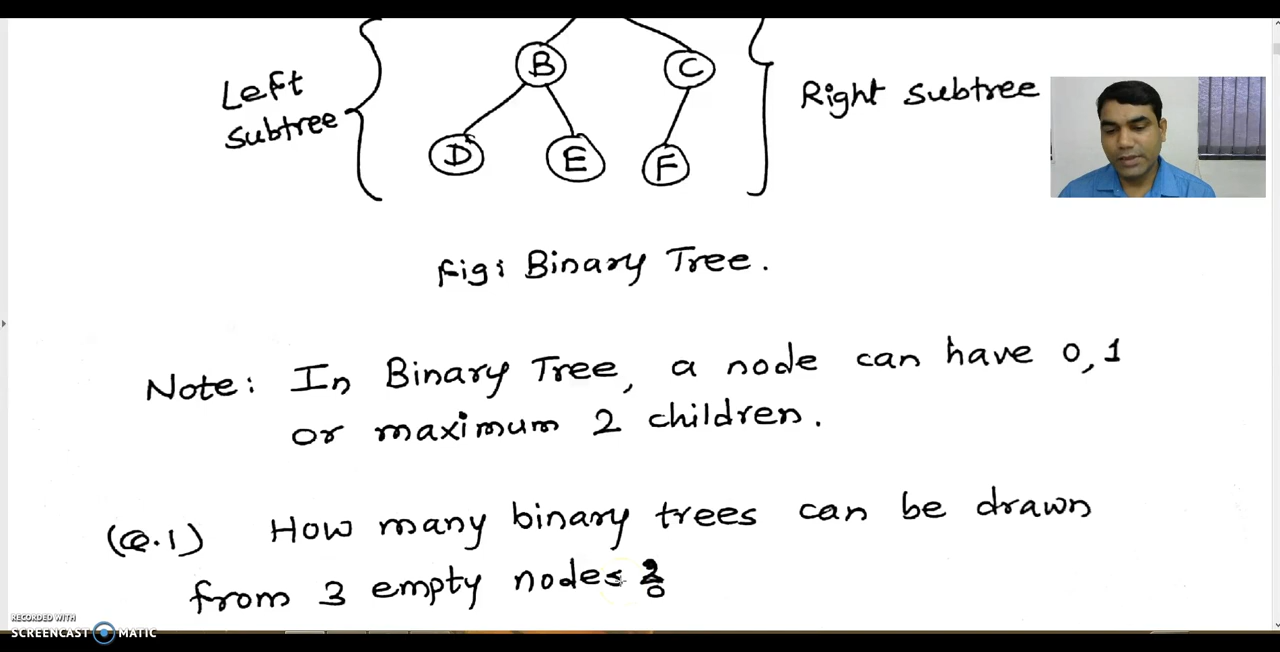 B
C
Left
subtree
Right subtree
D
E
F
Fig: Binary Tree.
Note: In Binary Tree, a node can have 0, 1
or maximum 2 children.
(Q.1) How many binary trees can be drawn
from 3 empty nodes ?
RECORDED WITH
SCREENCAST MATIC